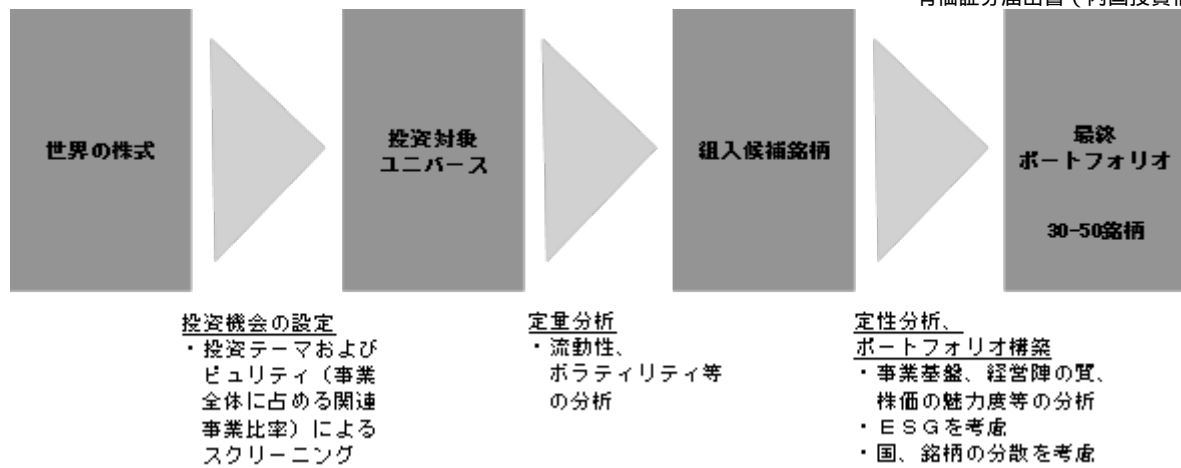 世界の株式
投資対象
ユニバース
組入候補銘柄
最終
ポートフォリオ
30-50銘柄
投資機会の設定
・投資テーマおよび
ピュリティ（事業
全体に占める関連
事業比率）による
スクリーニング
定量分析
・流動性、
ボラティリティ等
の分析
定性分析、
ポートフォリオ構築
・事業基盤、経営陣の質、
株価の魅力度等の分析
・ＥＳＧを考慮
・国、銘柄の分散を考慮